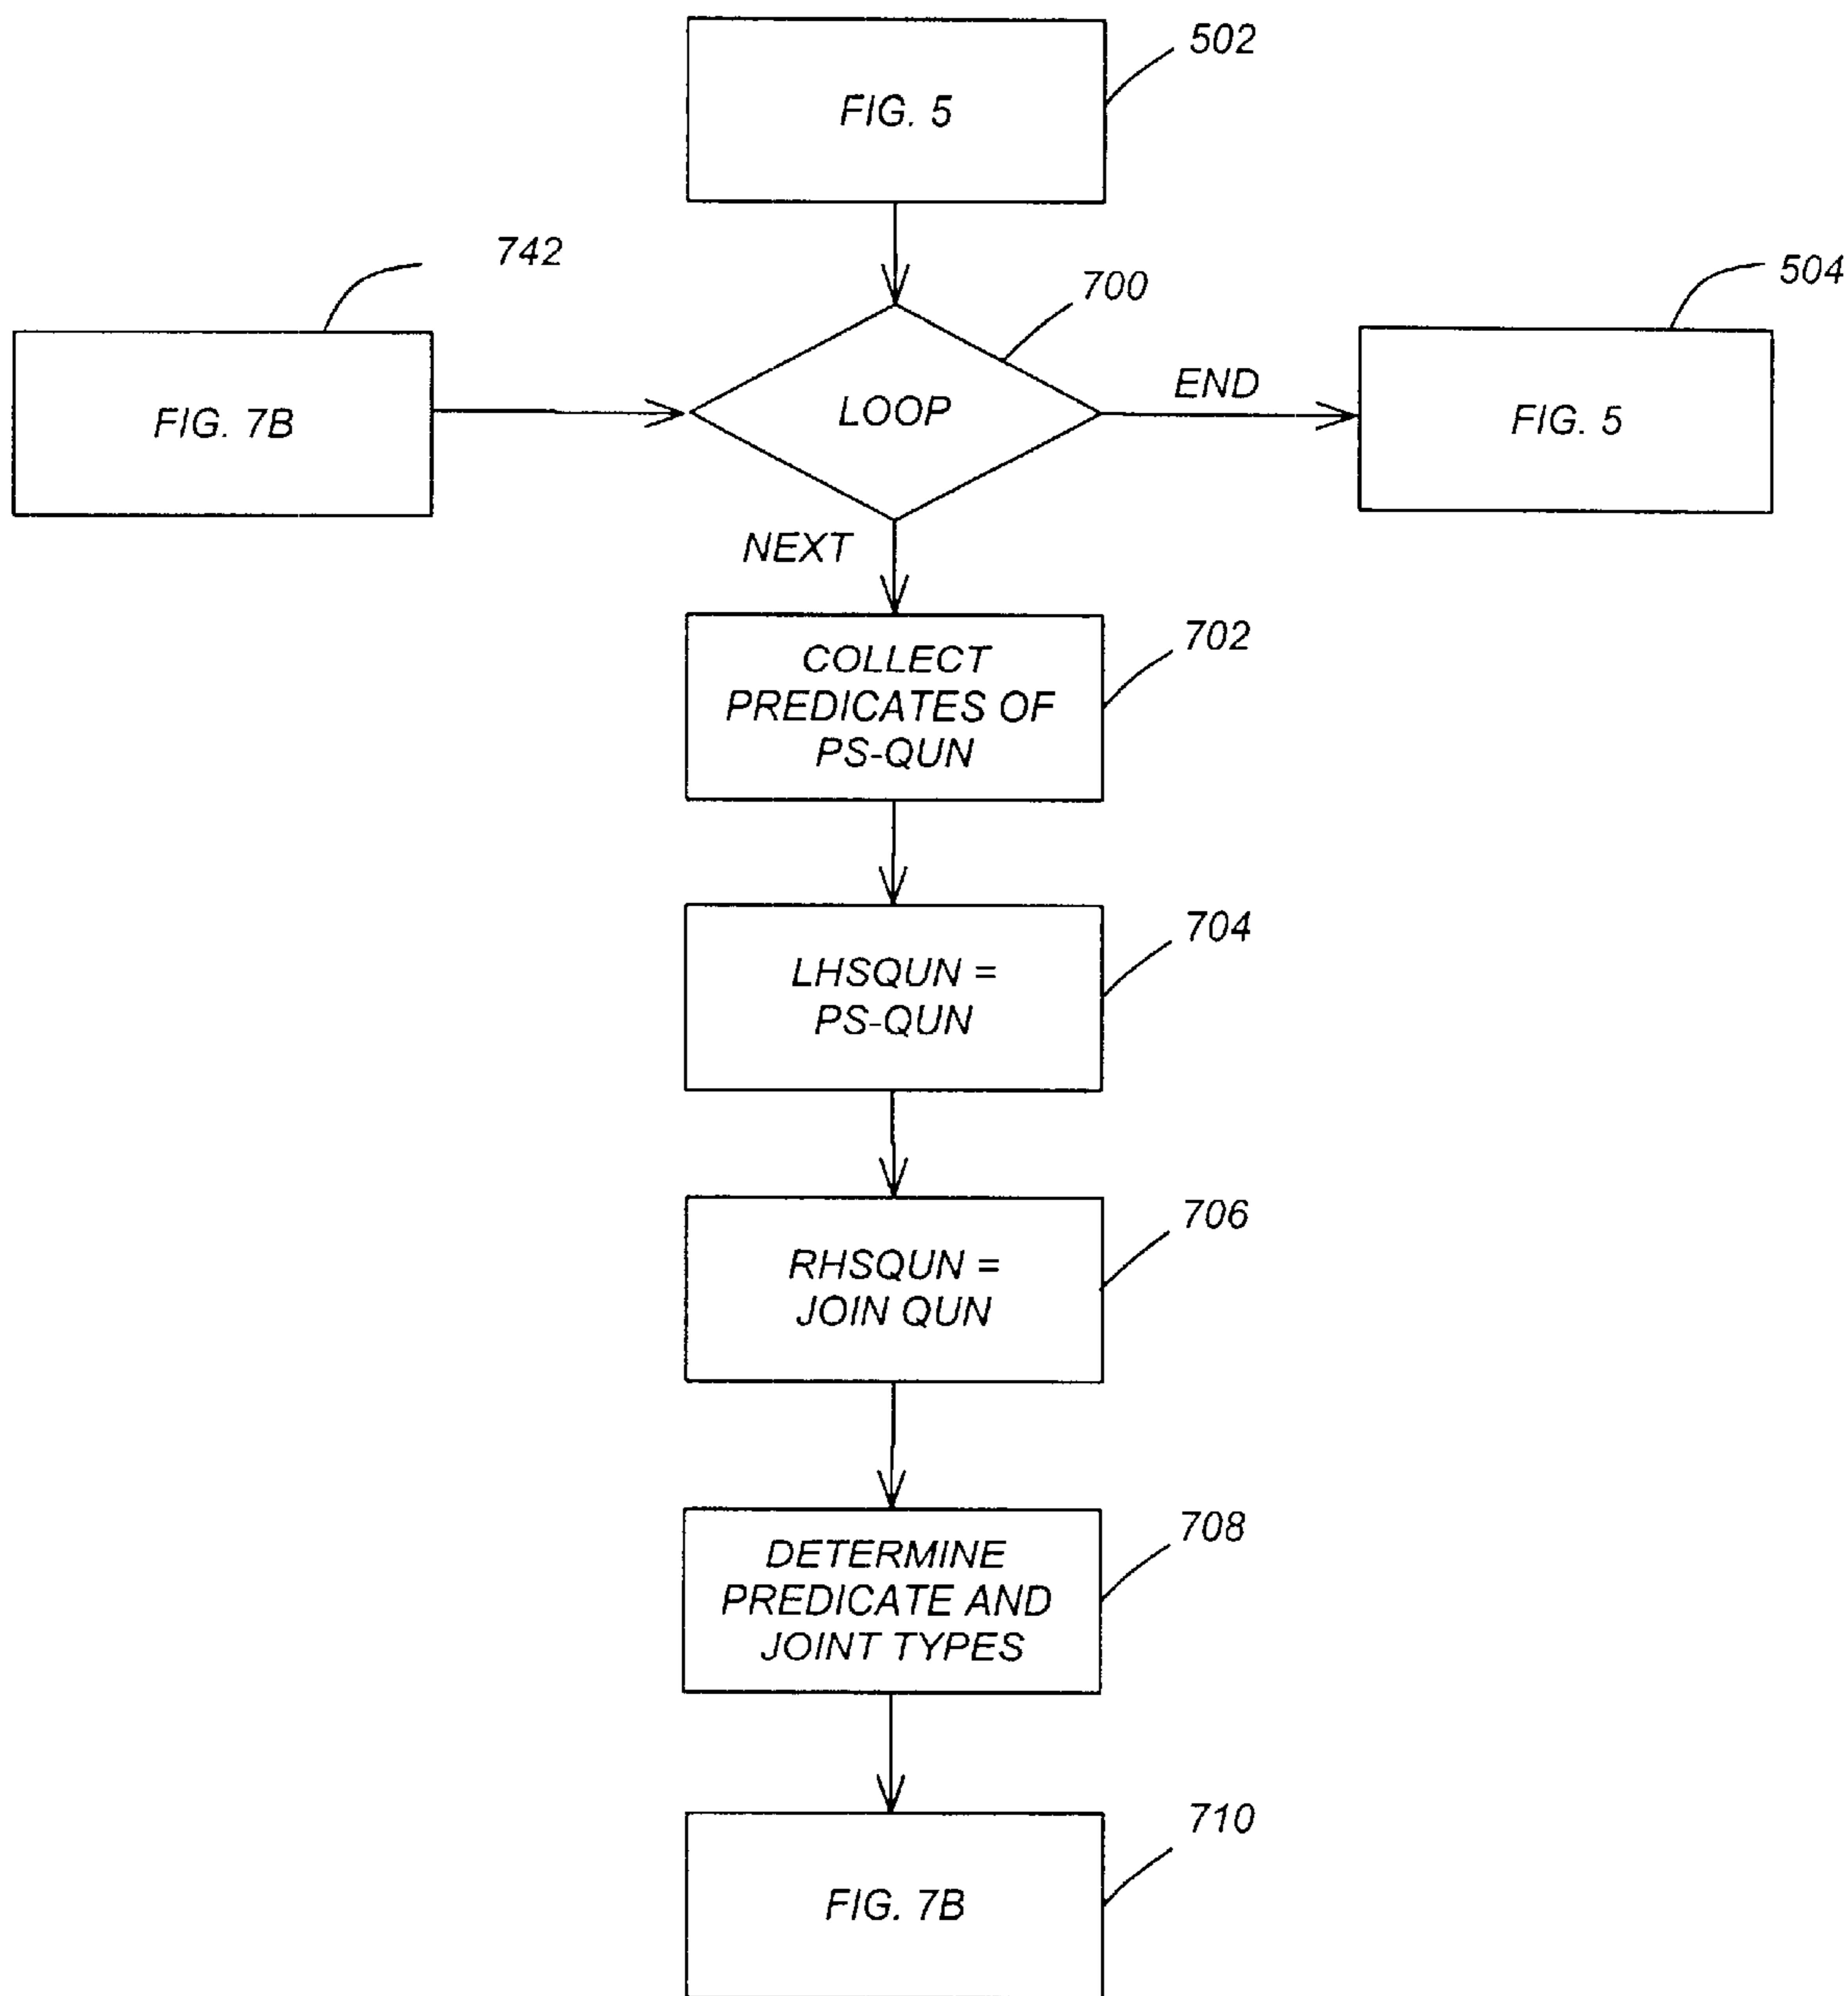 502
FIG. 5
742
700
504
FIG. 7B
LOOP
END
FIG. 5
NEXT
702
COLLECT
PREDICATES OF
PS-QUN
704
LHSQUN =
PS-QUN
706
RHSQUN =
JOIN QUN
708
DETERMINE
PREDICATE AND
JOINT TYPES
710
FIG. 7B